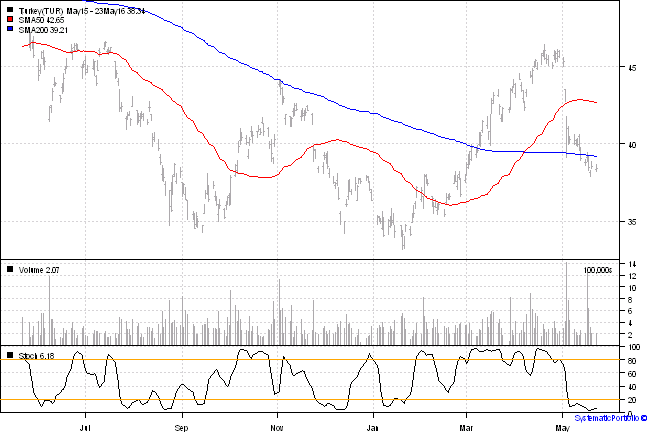 Turkey(TUR) May15 - 23May16 38.34
SMA50 42.65
SMA200 39.21
45
40
35
Volume 2.07
100,000s
14
12
10
8
6
4
2
Stoch 6.18
100
80
60
40
20
0
Jul Sep Nov Jan Mar May
SystematicPortfolio ©